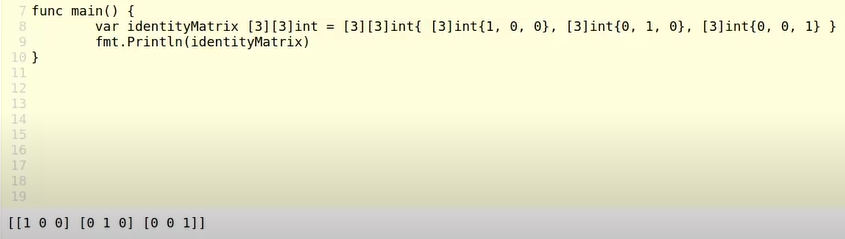 7 func main() {
8 var identityMatrix [3][3]int = [3][3]int{ [3]int{1, 0, 0}, [3]int{0, 1, 0}, [3]int{0, 0, 1} }
9 fmt.Println(identityMatrix)
10 }
11
12
13
14
15
16
17
18
19
[[1 0 0] [0 1 0] [0 0 1]]